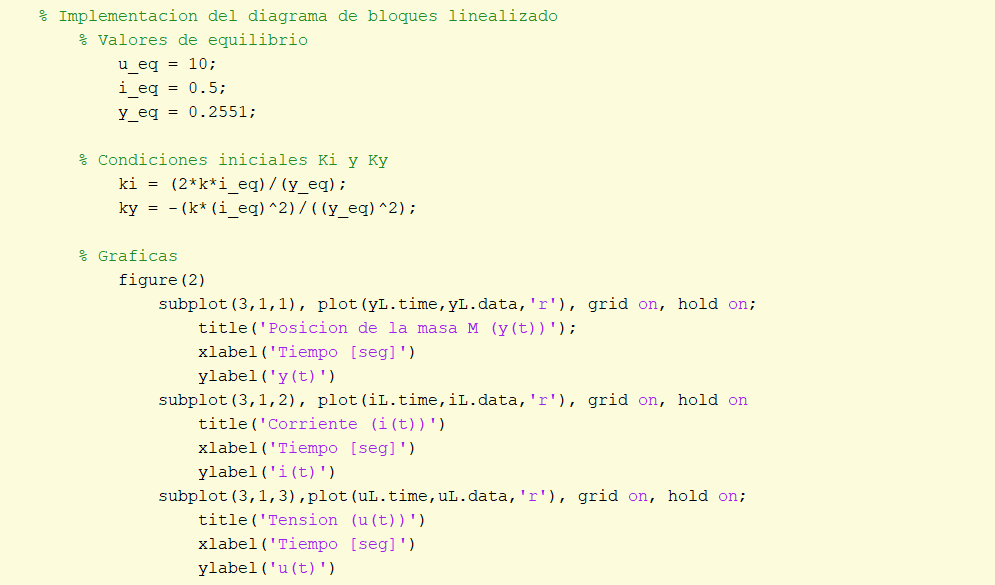 % Implementacion del diagrama de bloques linealizado
% Valores de equilibrio
u_eq = 10;
i_eq = 0.5;
y_eq = 0.2551;
% Condiciones iniciales Ki y Ky
ki = (2*k*i_eq)/(y_eq);
ky = -(k*(i_eq)^2)/((y_eq)^2);
% Graficas
figure(2)
subplot(3,1,1), plot(yL.time,yL.data,'r'), grid on, hold on;
title('Posicion de la masa M (y(t))');
xlabel('Tiempo [seg]')
ylabel('y(t)')
subplot(3,1,2), plot(iL.time,iL.data,'r'), grid on, hold on
title('Corriente (i(t))')
xlabel('Tiempo [seg]')
ylabel('i(t)')
subplot(3,1,3),plot(uL.time,uL.data,'r'), grid on, hold on;
title('Tension (u(t))')
xlabel('Tiempo [seg]')
ylabel('u(t)')